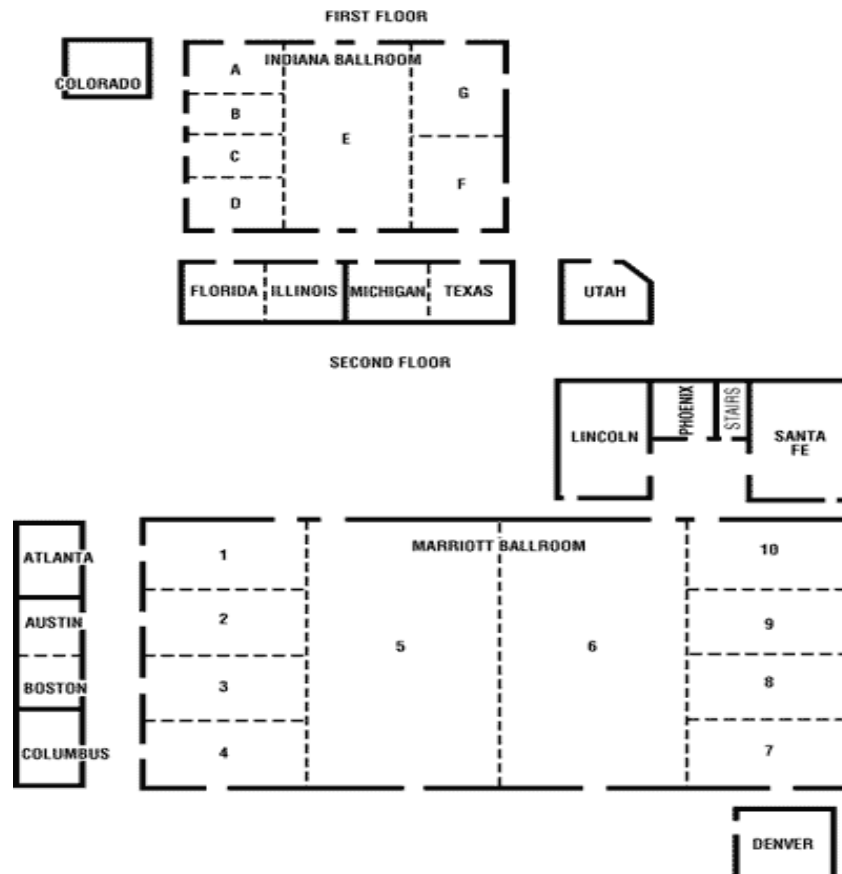 FIRST FLOOR
INDIANA BALLROOM
COLORADO
A
B
C
D
E
G
F
FLORIDA
ILLINOIS
MICHIGAN
TEXAS
UTAH
SECOND FLOOR
LINCOLN
PHOENIX
STAIRS
SANTA
FE
MARRIOTT BALLROOM
ATLANTA
AUSTIN
BOSTON
COLUMBUS
1
2
3
4
5
6
10
9
8
7
DENVER